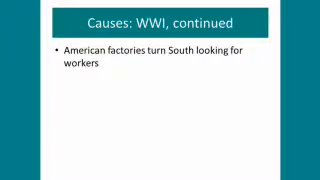 Causes: WWI, continued
• American factories turn South looking for
workers